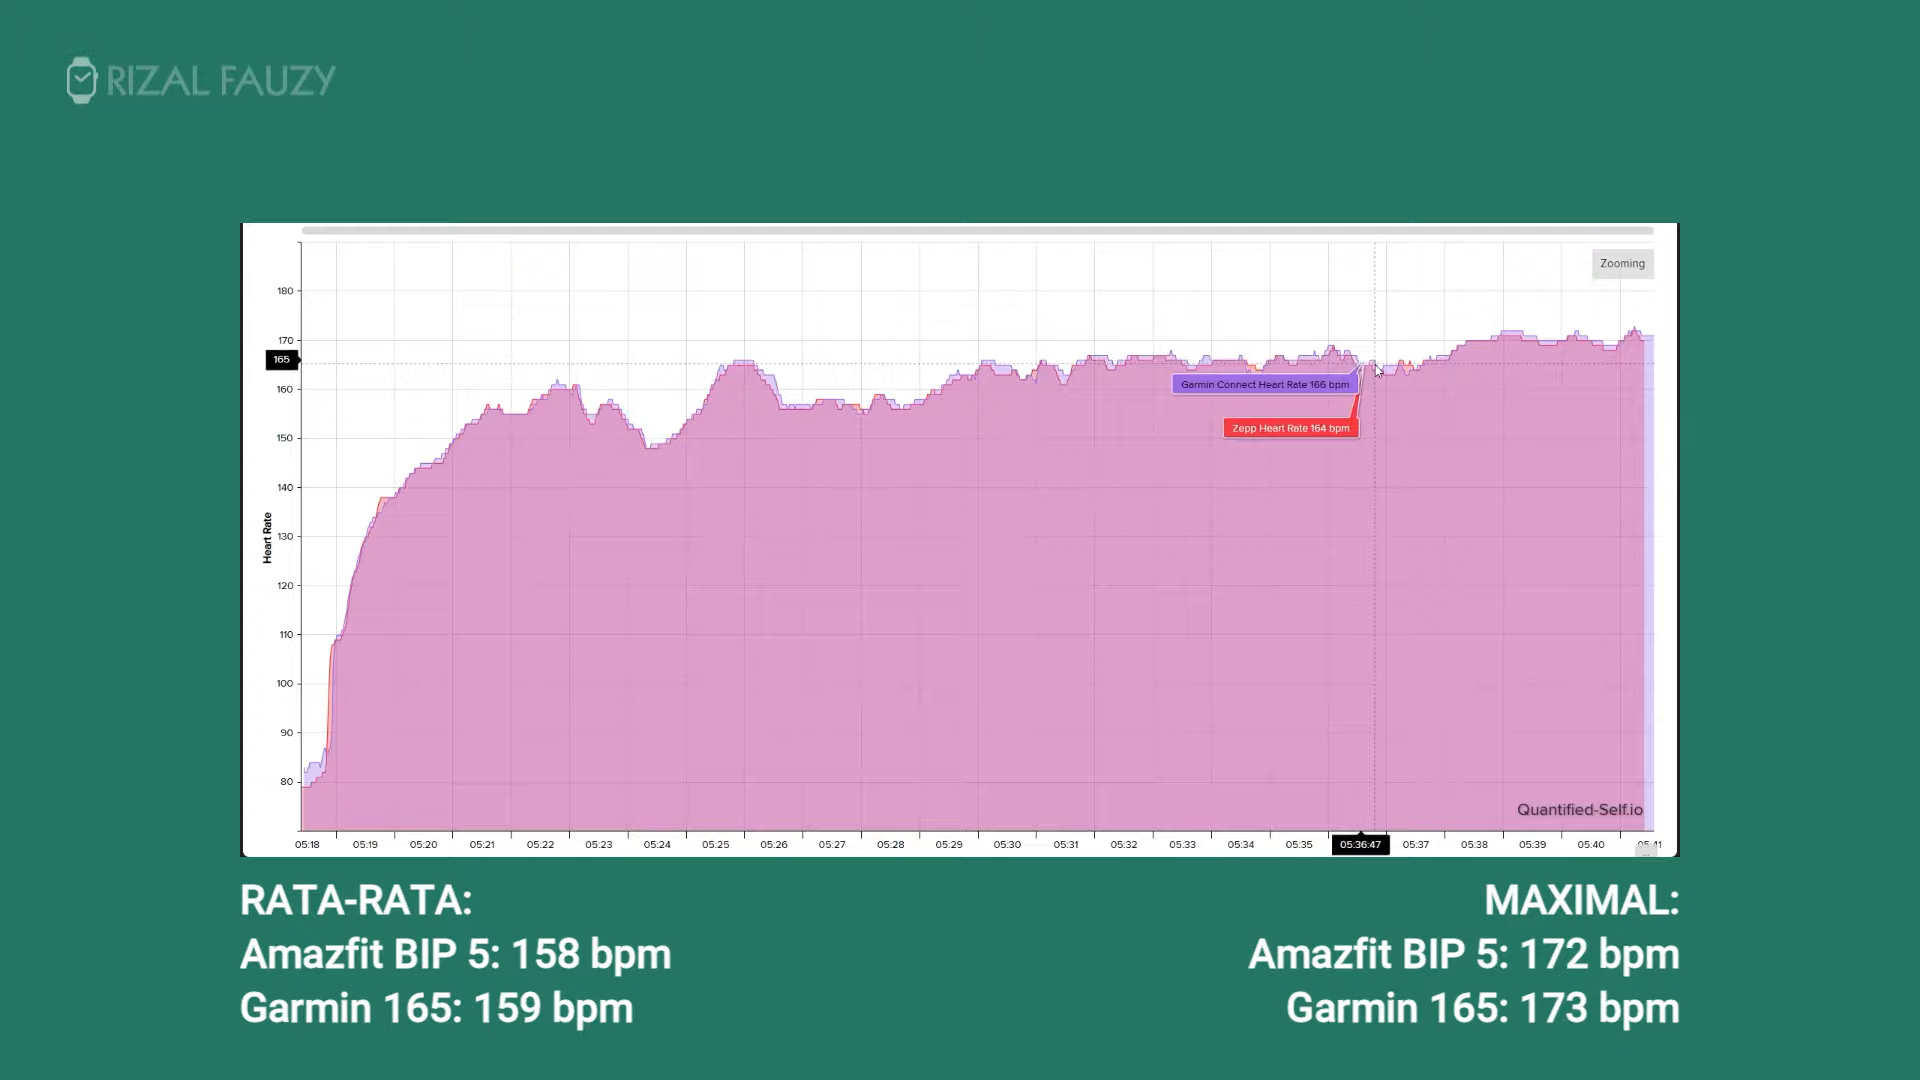 RIZAL FAUZY
Zooming
180
170
165
160
150
140
130
120
110
100
90
80
Heart Rate
Garmin Connect Heart Rate 166 bpm
Zepp Heart Rate 164 bpm
Quantified-Self.io
05:18 05:19 05:20 05:21 05:22 05:23 05:24 05:25 05:26 05:27 05:28 05:29 05:30 05:31 05:32 05:33 05:34 05:35 05:36:47 05:37 05:38 05:39 05:40 05:41
RATA-RATA:
Amazfit BIP 5: 158 bpm
Garmin 165: 159 bpm
MAXIMAL:
Amazfit BIP 5: 172 bpm
Garmin 165: 173 bpm